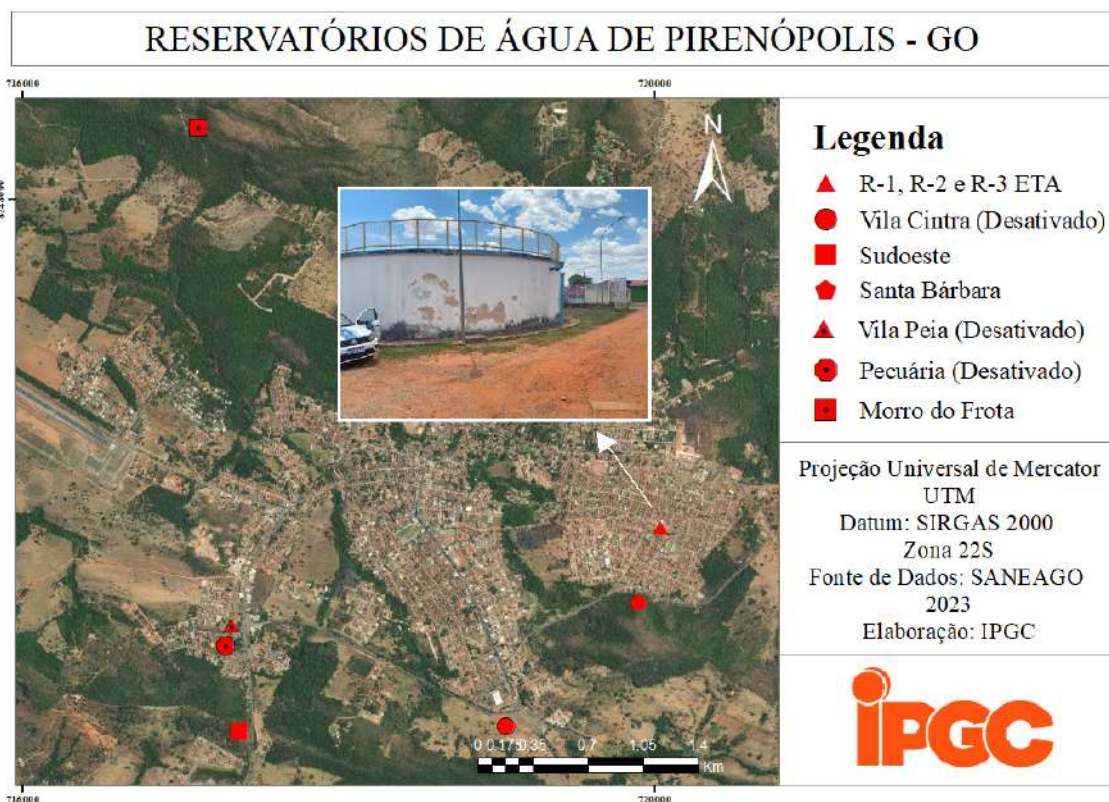 RESERVATÓRIOS DE ÁGUA DE PIRENÓPOLIS - GO
716000
720000
N
Legenda
R-1, R-2 e R-3 ETA
Vila Cintra (Desativado)
Sudoeste
Santa Bárbara
Vila Peia (Desativado)
Pecuária (Desativado)
Morro do Frota
Projeção Universal de Mercator
UTM
Datum: SIRGAS 2000
Zona 22S
Fonte de Dados: SANEAGO
2023
Elaboração: IPGC
0 0.175 0.35 0.7 1.05 1.4
Km
iPGC
716000
720000